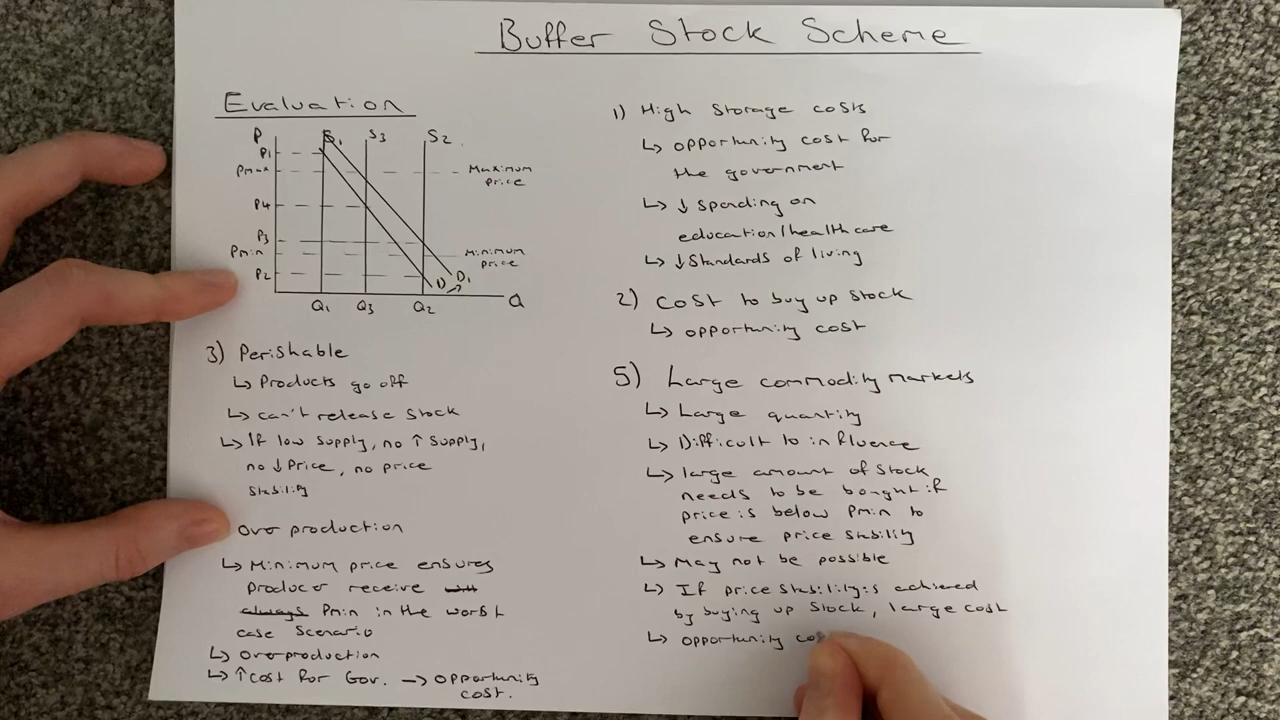 Buffer Stock Scheme
Evaluation
P
S1
S3
S2
P1
Pmax
Maximum
Price
P4
P3
Pmin
Minimum
Price
P2
D
D1
Q1
Q3
Q2
Q
3) Perishable
↳ Products go off
↳ can't release stock
↳ If low supply, no ↑ supply,
no ↓ Price, no price
stability
Over production
↳ Minimum price ensures
Producer receive
always Pmin in the worst
case scenario
↳ overproduction
↳ ↑ cost for Gov. → opportunity
cost.
1) High Storage costs
↳ opportunity cost for
the government
↳ ↓ spending on
education/healthcare
↳ ↓ standards of living
2) Cost to buy up stock
↳ opportunity cost
5) Large commodity markets
↳ Large quantity
↳ Difficult to influence
↳ large amount of stock
needs to be bought if
price is below Pmin to
ensure price stability
↳ May not be possible
↳ If price stability is achieved
by buying up stock, large cost
↳ opportunity cos